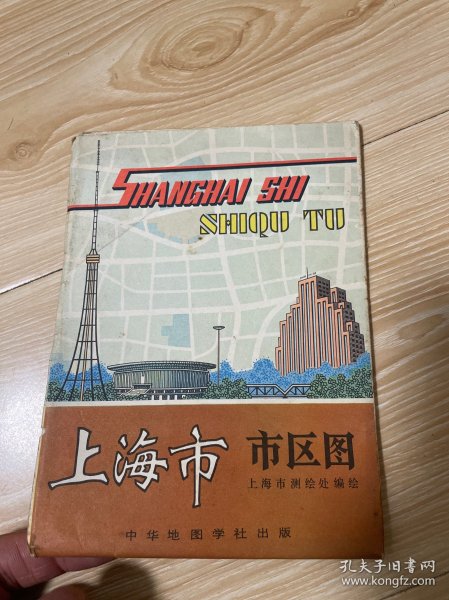 SHANGHAI SHI
SHIQU TU
上海市
市区图
上海市测绘处编绘
中华地图学社出版
孔夫子旧书网
www.kongfz.com